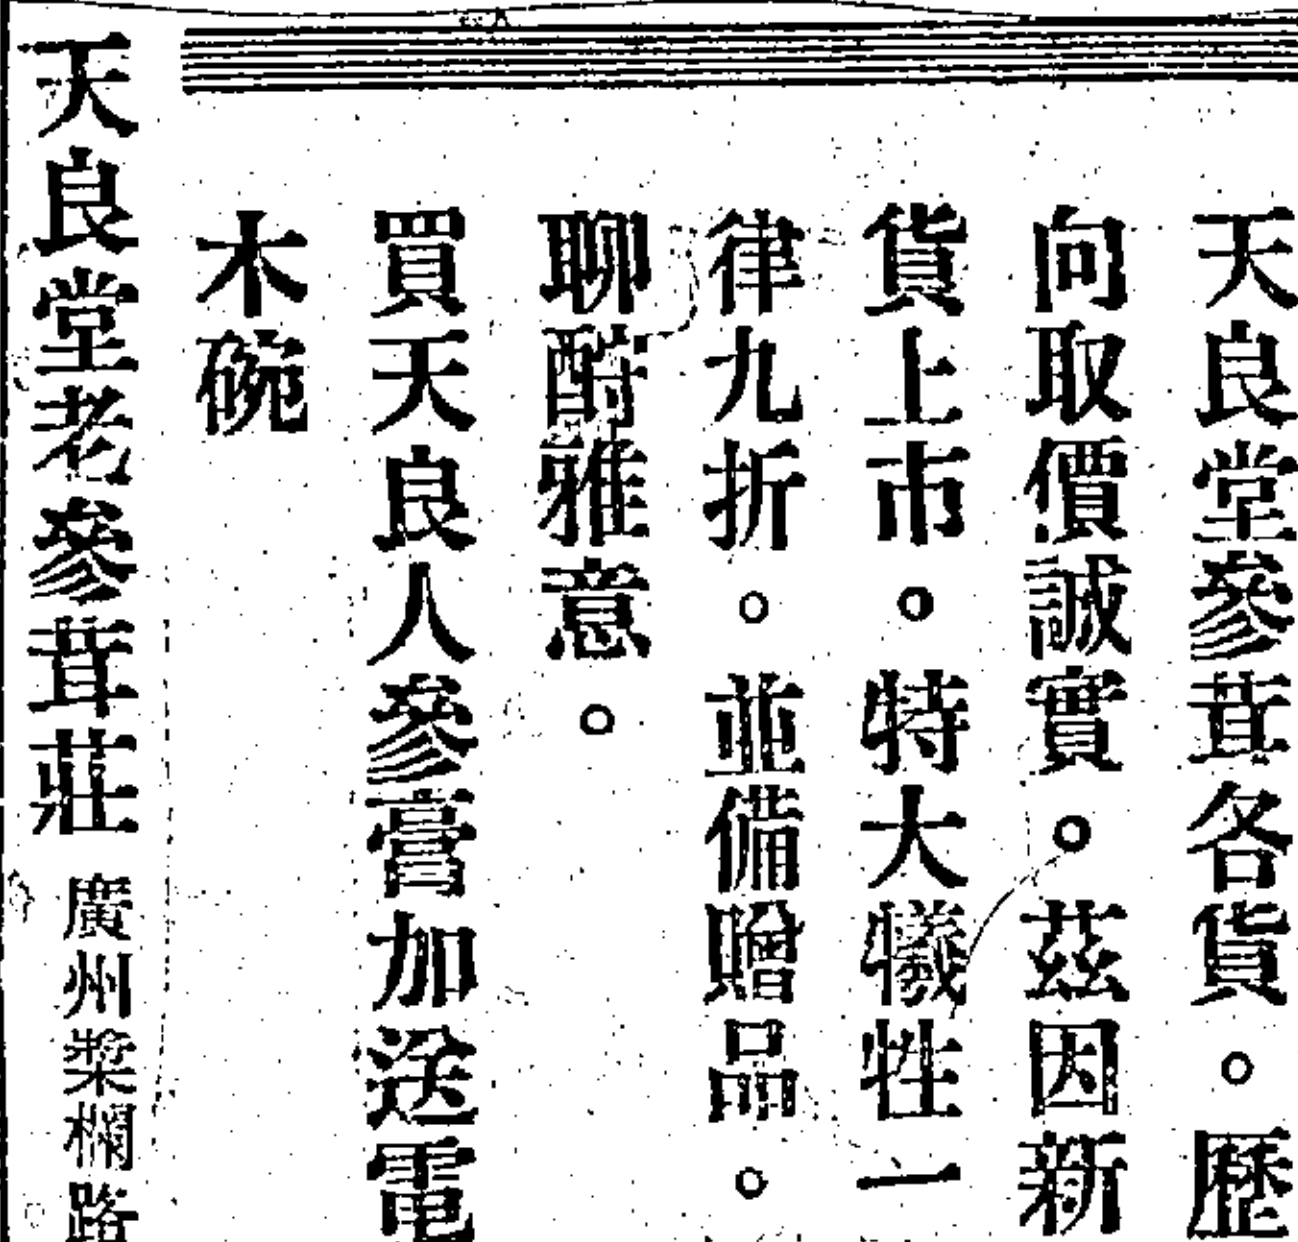 天良堂參茸各貨。歷
向取價誠實。茲因新
貨上市。特大犧牲一
律九折。並備贈品。
聊酧雅意。
買天良人參膏加送電
木碗
天良堂老參茸莊 廣州槳欄路